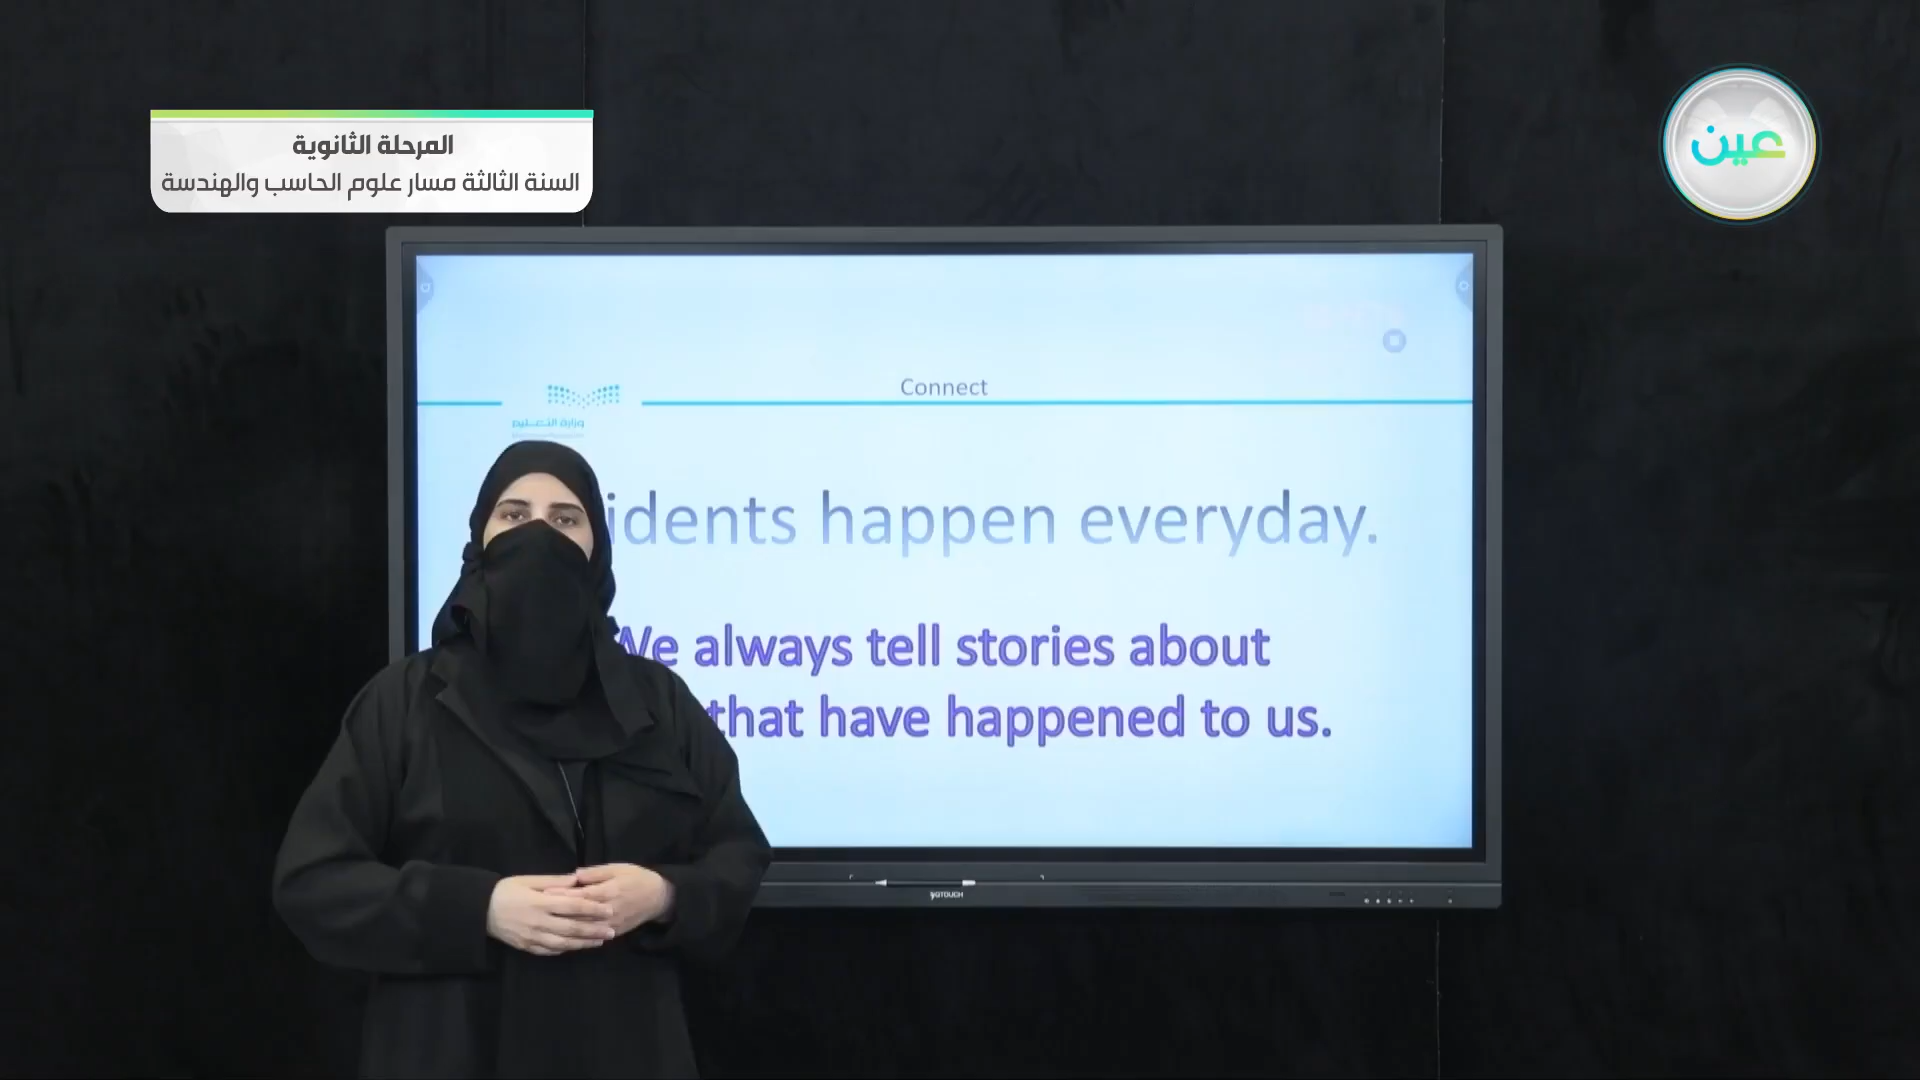 المرحلة الثانوية
السنة الثالثة مسار علوم الحاسب والهندسة
عين
Connect
وزارة التعليم
idents happen everyday.
We always tell stories about
that have happened to us.